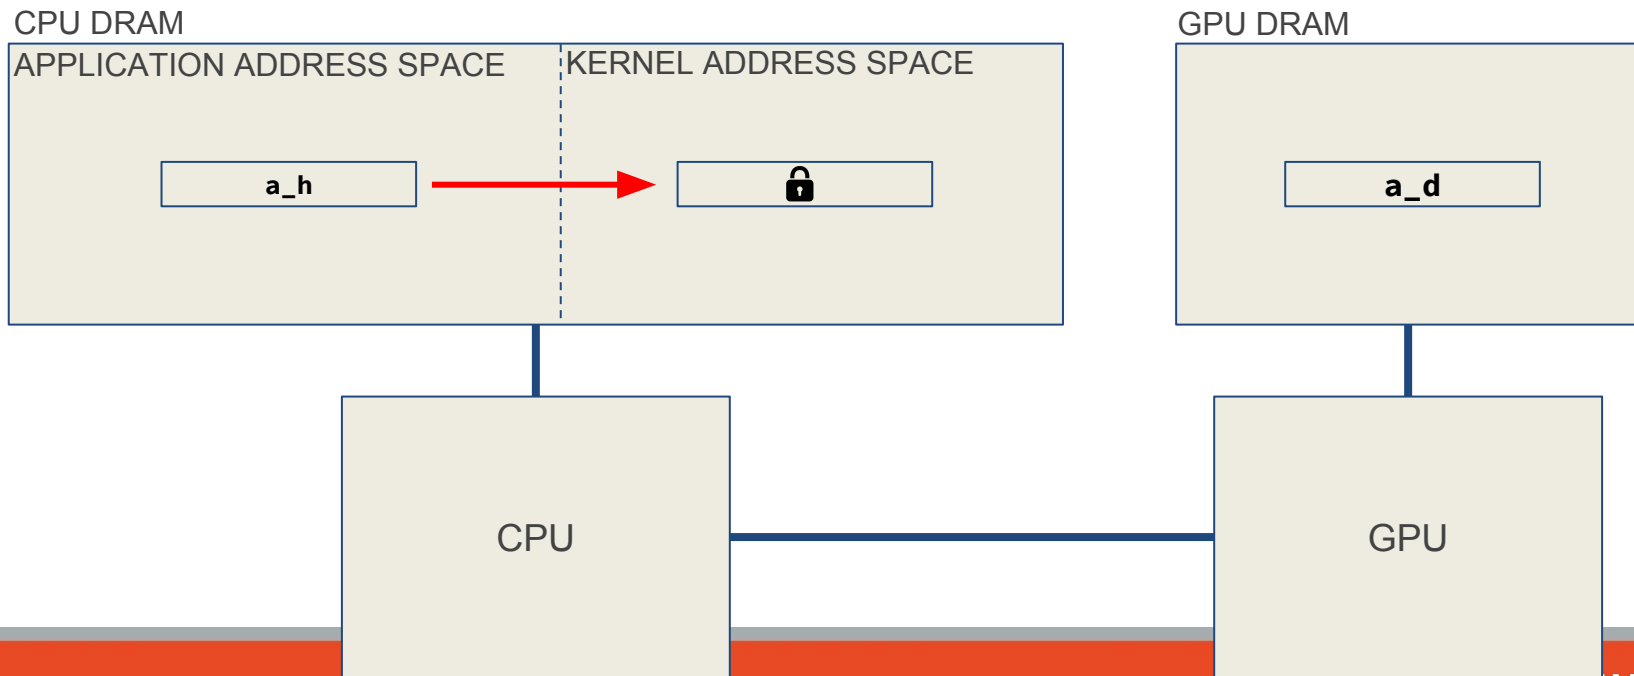 CPU DRAM
GPU DRAM
APPLICATION ADDRESS SPACE
KERNEL ADDRESS SPACE
a_h
a_d
CPU
GPU